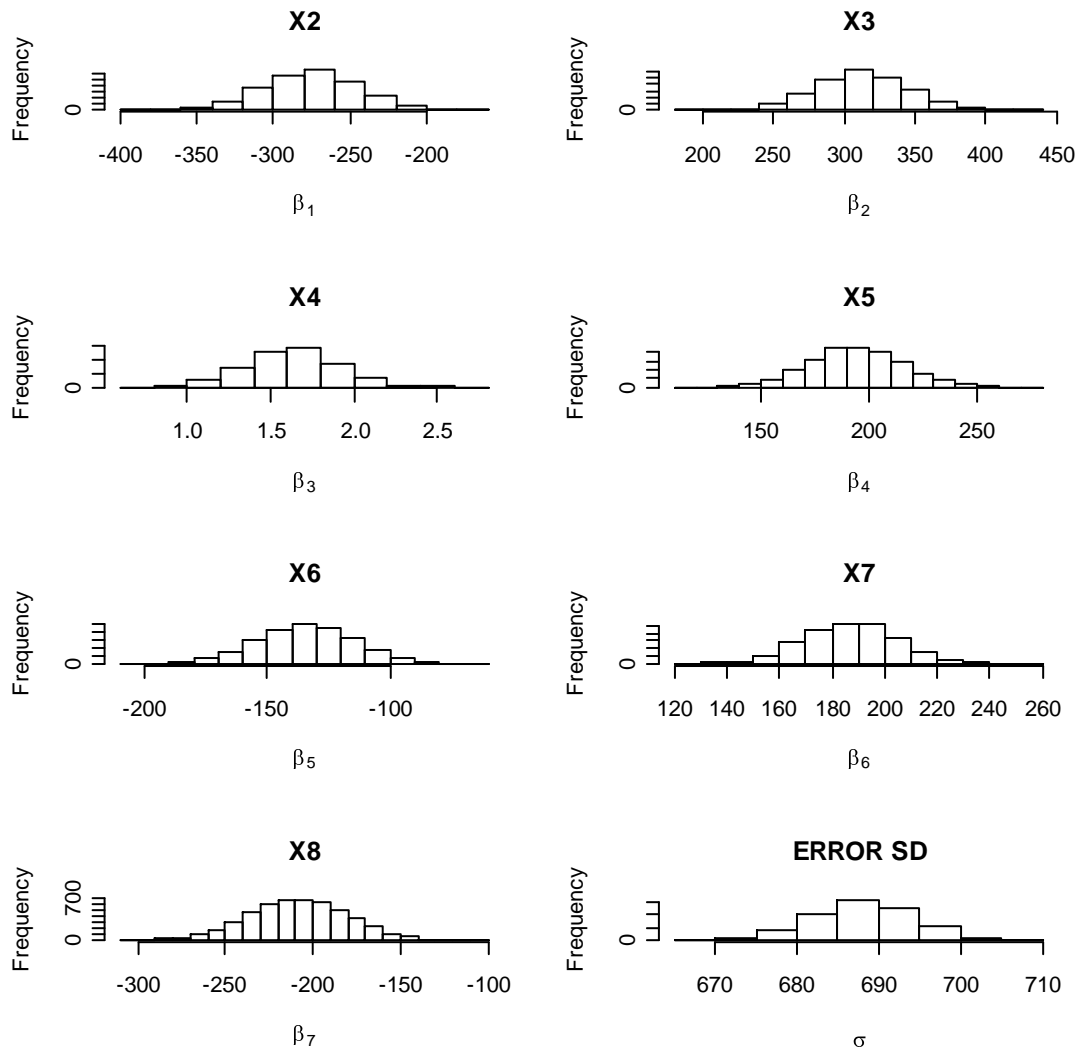 X2
Frequency
0
-400 -350 -300 -250 -200
β1
X3
Frequency
0
200 250 300 350 400 450
β2
X4
Frequency
0
1.0 1.5 2.0 2.5
β3
X5
Frequency
0
150 200 250
β4
X6
Frequency
0
-200 -150 -100
β5
X7
Frequency
0
120 140 160 180 200 220 240 260
β6
X8
Frequency
0 700
-300 -250 -200 -150 -100
β7
ERROR SD
Frequency
0
670 680 690 700 710
σ